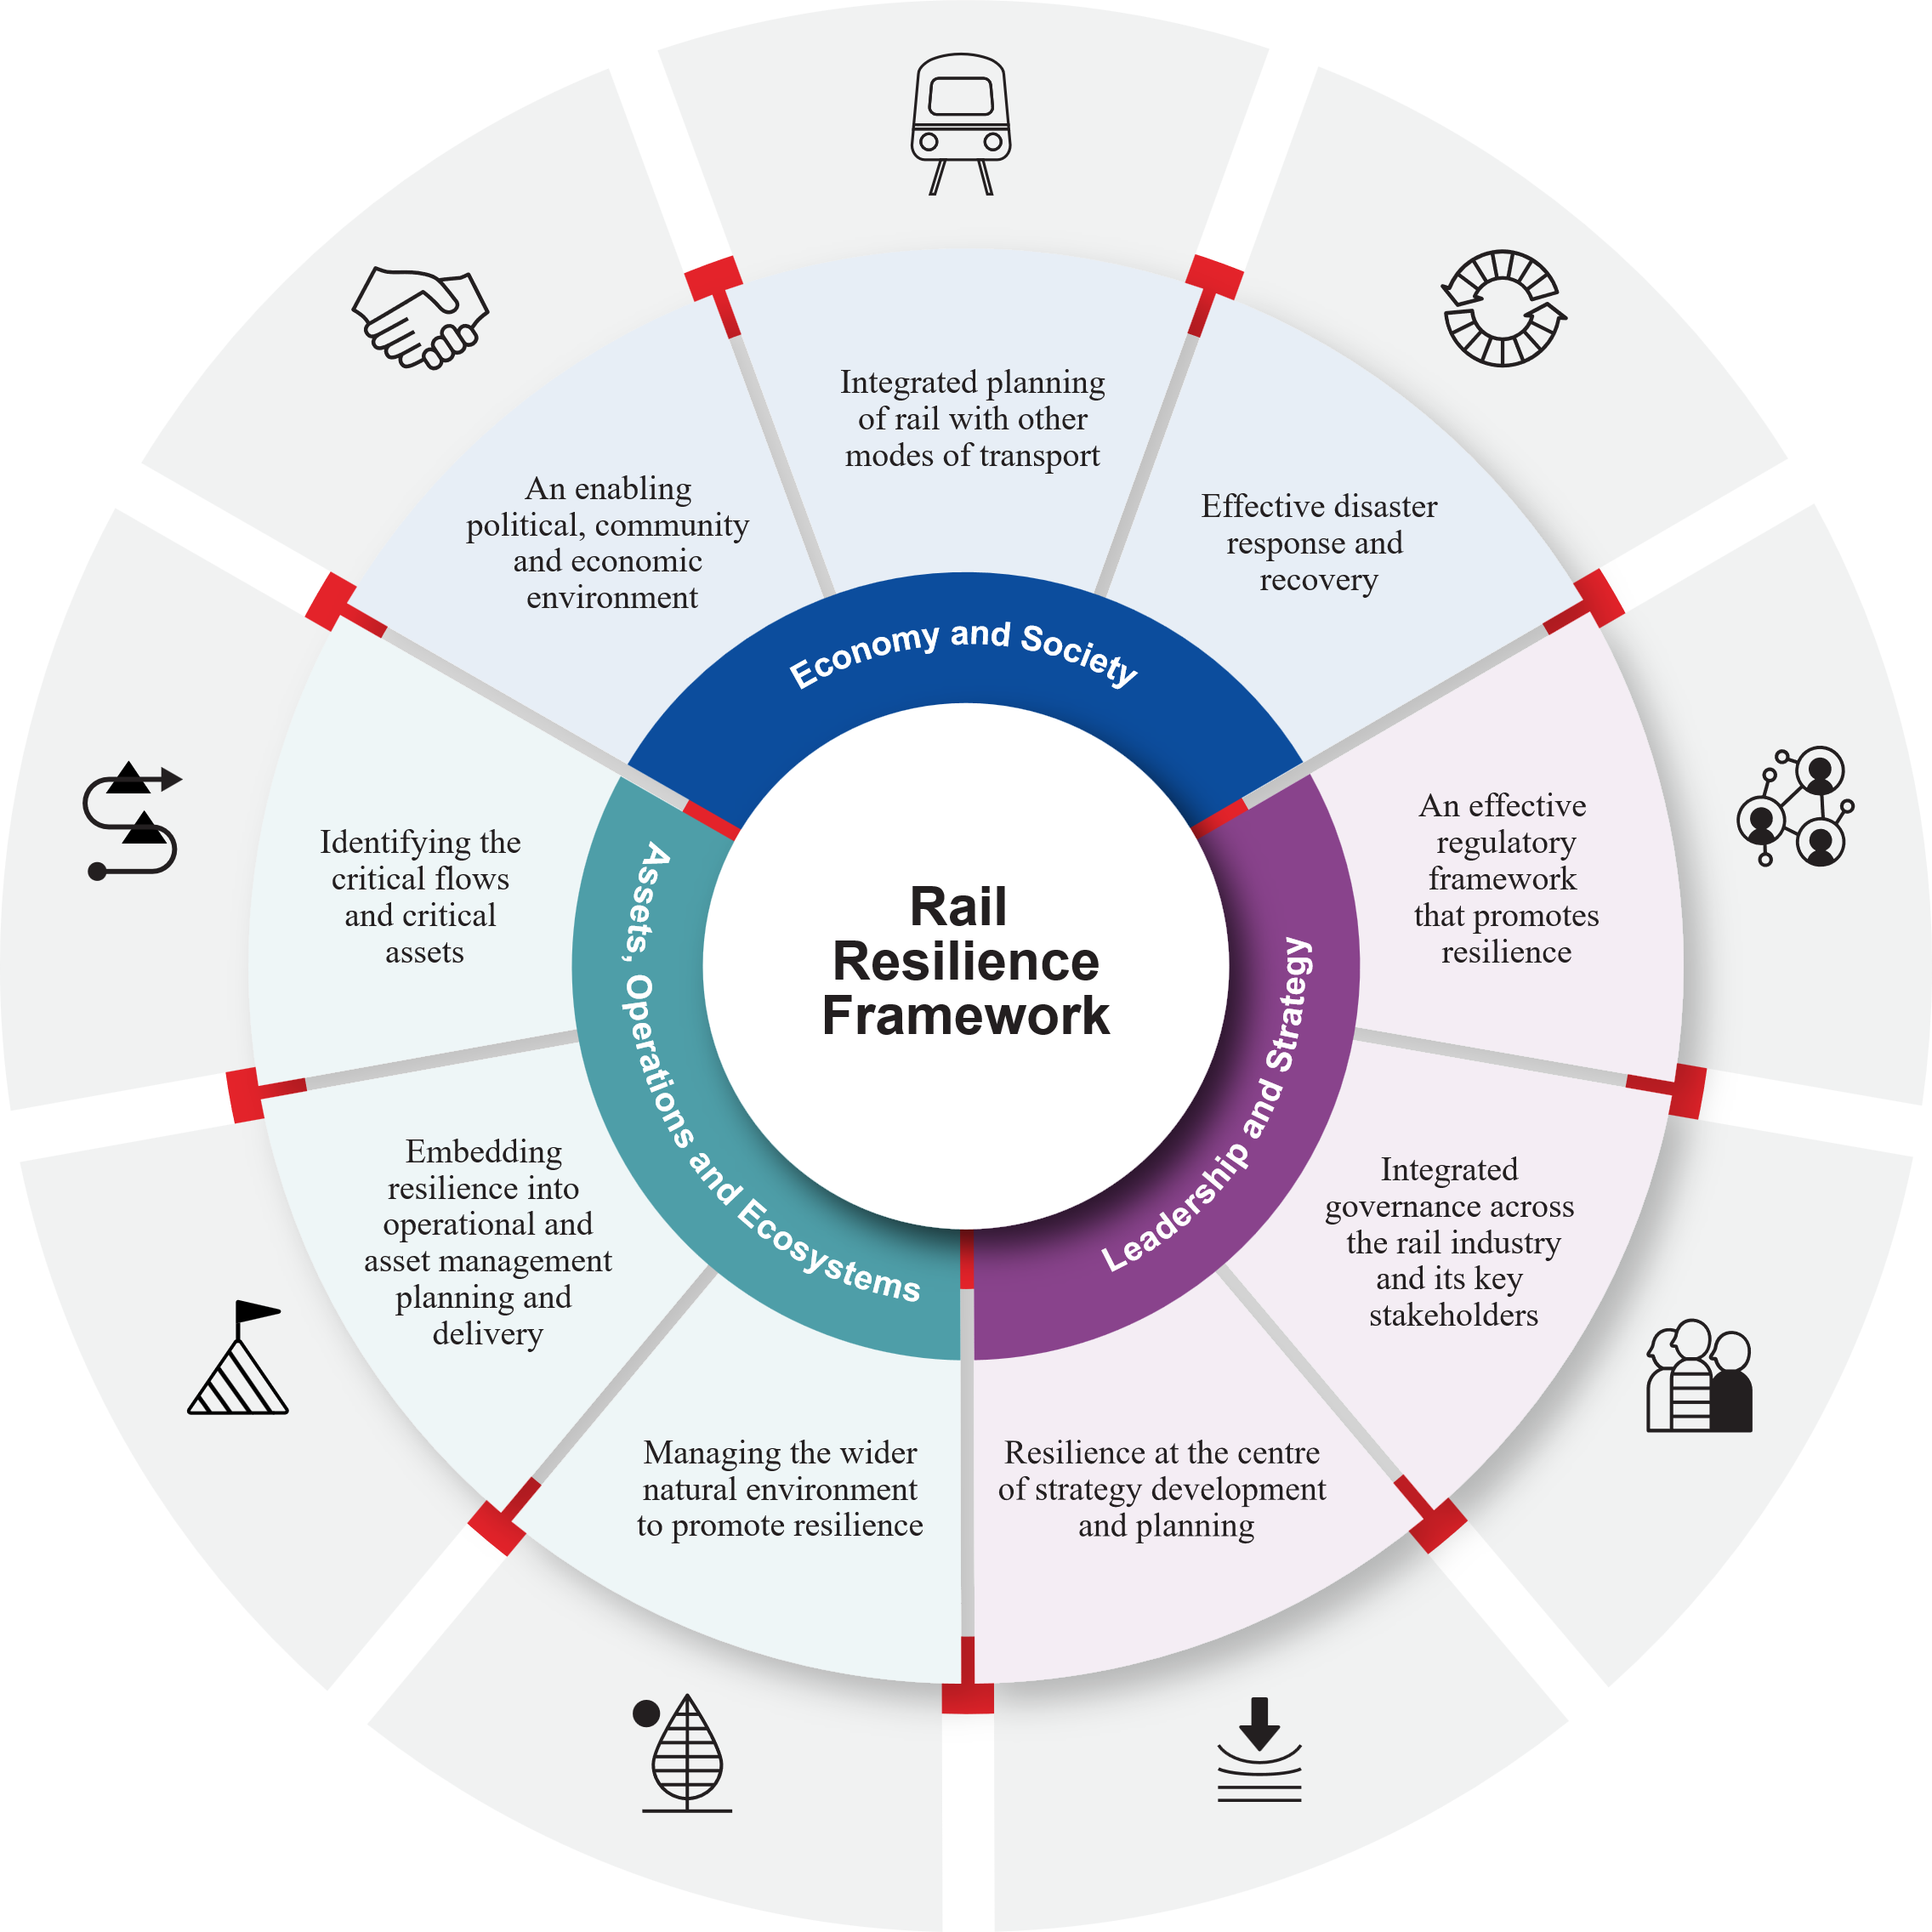 Integrated planning
of rail with other
modes of transport
An enabling
political, community
and economic
environment
Effective disaster
response and
recovery
Economy and Society
Identifying the
critical flows
and critical
assets
An effective
regulatory
framework
that promotes
resilience
Assets, Operations and Ecosystems
Rail
Resilience
Framework
Leadership and Strategy
Embedding
resilience into
operational and
asset management
planning and
delivery
Integrated
governance across
the rail industry
and its key
stakeholders
Managing the wider
natural environment
to promote resilience
Resilience at the centre
of strategy development
and planning